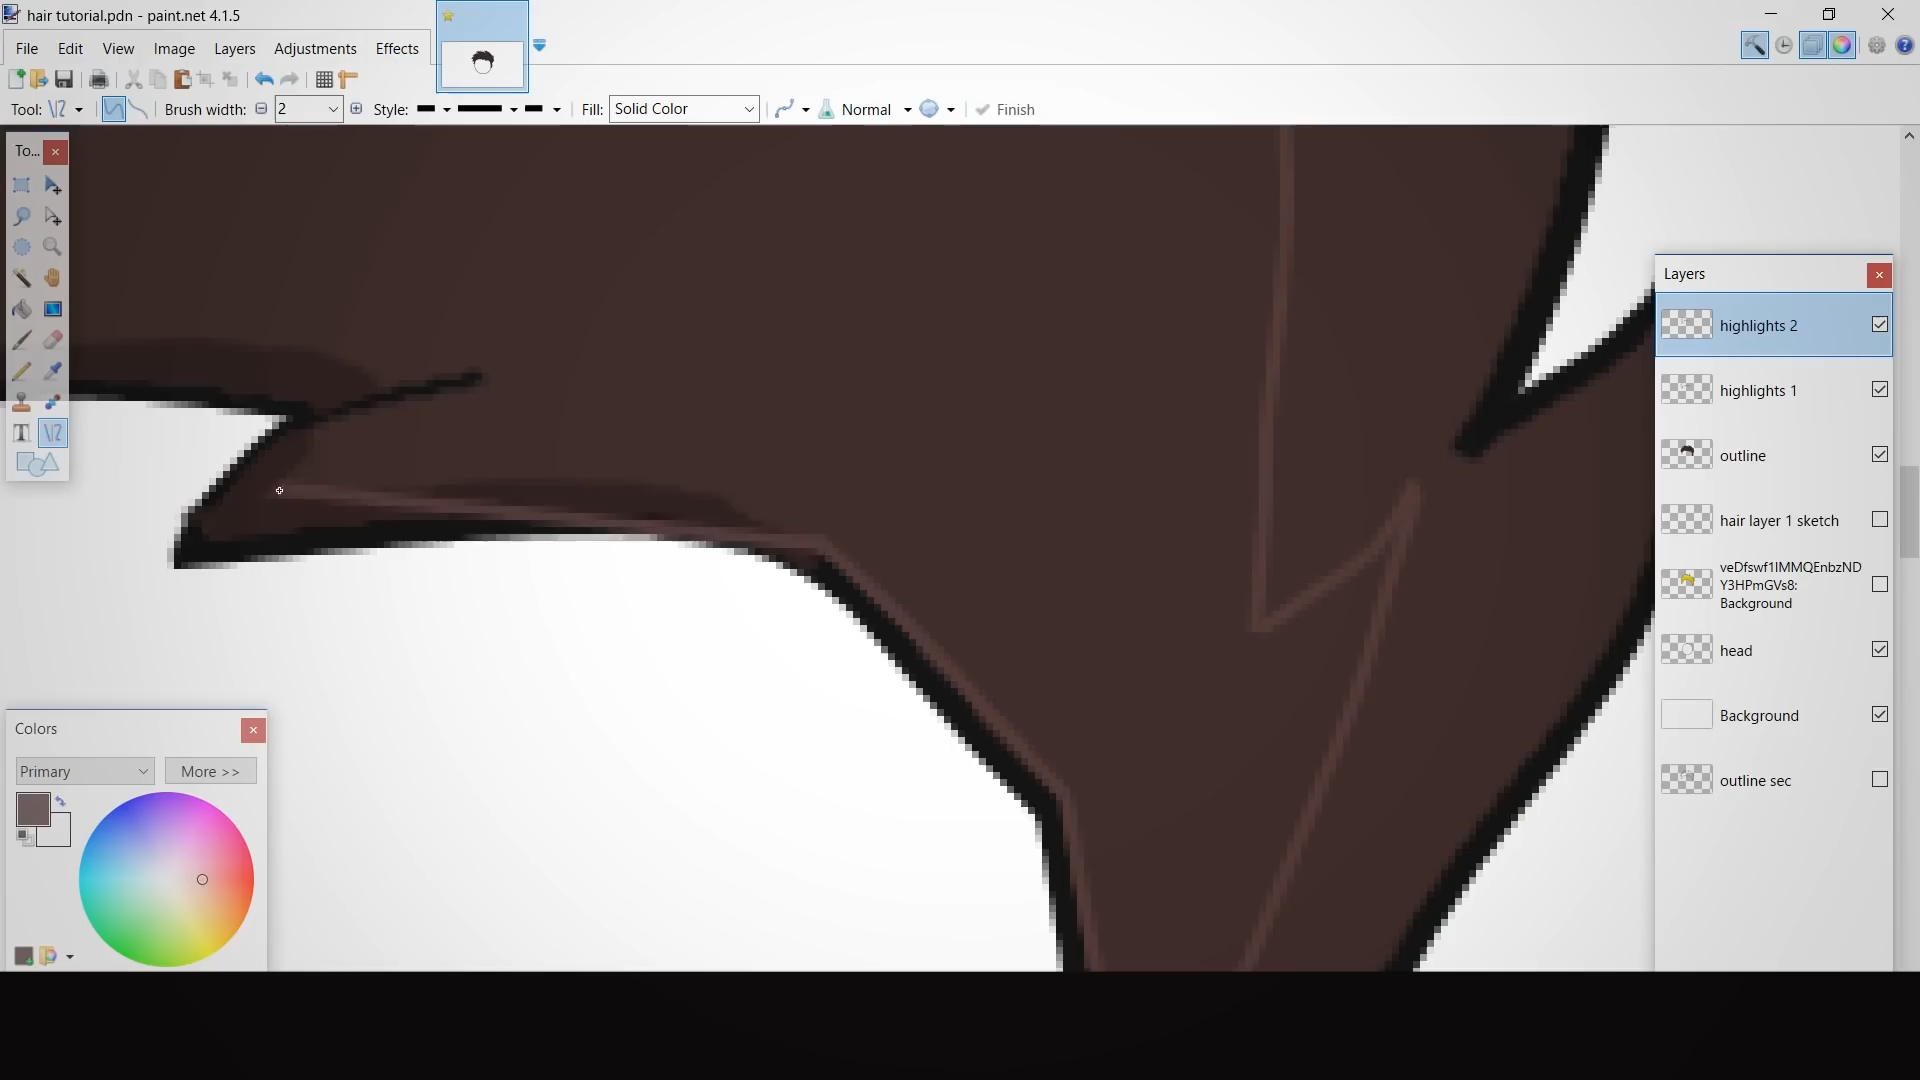 hair tutorial.pdn - paint.net 4.1.5
File Edit View Image Layers Adjustments Effects
Tool: Brush width: 2 Style: Fill: Solid Color Normal Finish
To...
T
Layers
highlights 2
highlights 1
outline
hair layer 1 sketch
veDfswf1IMMQEnbzND
Y3HPmGVs8:
Background
head
Background
outline sec
Colors
Primary More >>